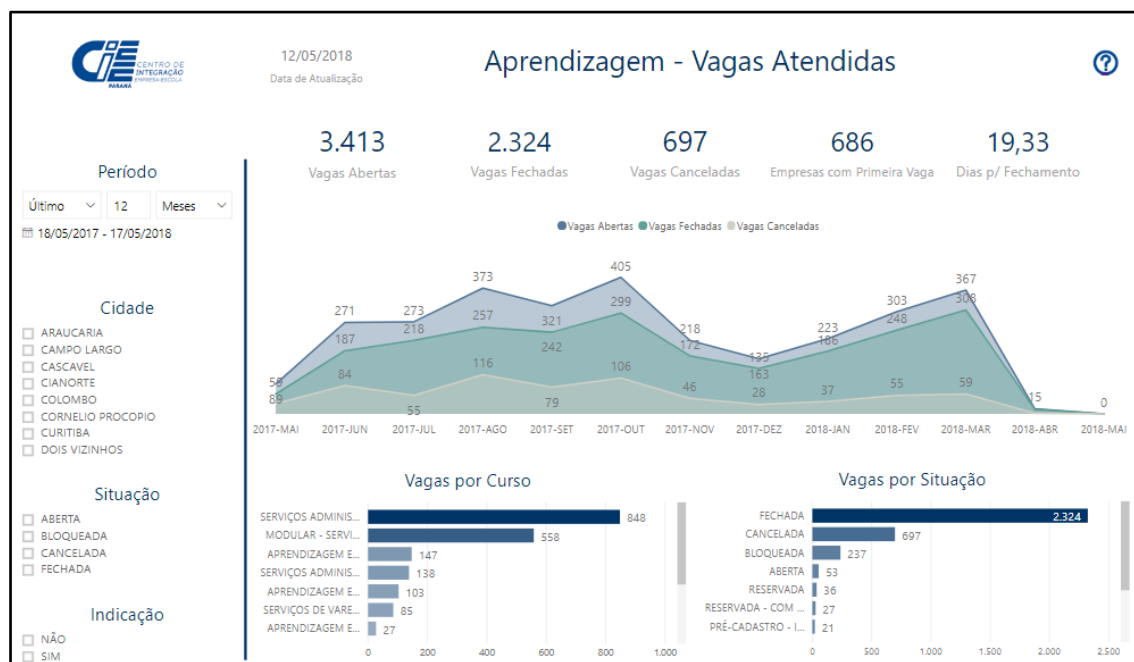 CIEE
CENTRO DE
INTEGRAÇÃO
EMPRESA-ESCOLA
PARANÁ
12/05/2018
Data de Atualização
Aprendizagem - Vagas Atendidas
?
3.413 2.324 697 686 19,33
Vagas Abertas Vagas Fechadas Vagas Canceladas Empresas com Primeira Vaga Dias p/ Fechamento
Período
Último 12 Meses
18/05/2017 - 17/05/2018
Cidade
ARAUCARIA
CAMPO LARGO
CASCAVEL
CIANORTE
COLOMBO
CORNELIO PROCOPIO
CURITIBA
DOIS VIZINHOS
Situação
ABERTA
BLOQUEADA
CANCELADA
FECHADA
Indicação
NÃO
SIM
Vagas Abertas Vagas Fechadas Vagas Canceladas
405
373 367
271 273 299 303 308
257 321
218 218 223 248
187 242 172 186
135
163
59 84 116 106
89 55 79 46 28 37 55 59 15 0
2017-MAI 2017-JUN 2017-JUL 2017-AGO 2017-SET 2017-OUT 2017-NOV 2017-DEZ 2018-JAN 2018-FEV 2018-MAR 2018-ABR 2018-MAI
Vagas por Curso
SERVIÇOS ADMINIS... 848
MODULAR - SERVI... 558
APRENDIZAGEM E... 147
SERVIÇOS ADMINIS... 138
APRENDIZAGEM E... 103
SERVIÇOS DE VARE... 85
APRENDIZAGEM E... 27
0 200 400 600 800 1.000
Vagas por Situação
FECHADA 2.324
CANCELADA 697
BLOQUEADA 237
ABERTA 53
RESERVADA 36
RESERVADA - COM ... 27
PRÉ-CADASTRO - I... 21
0 500 1.000 1.500 2.000 2.500